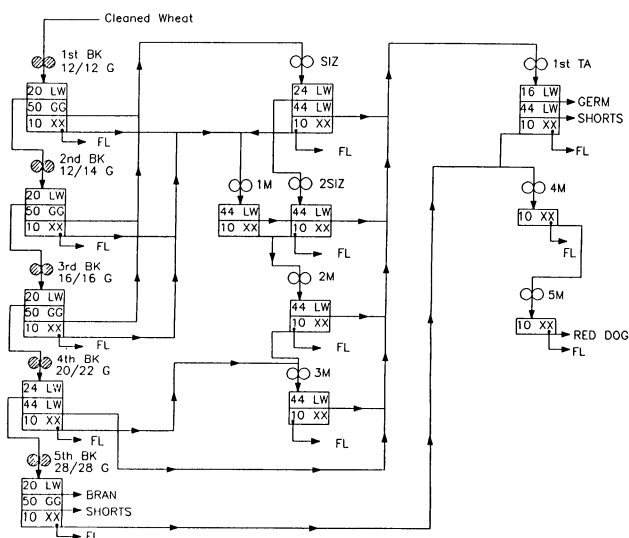 Cleaned Wheat
1st BK
12/12 G
20 LW
50 GG
10 XX
FL
2nd BK
12/14 G
20 LW
50 GG
10 XX
FL
3rd BK
16/16 G
20 LW
50 GG
10 XX
FL
4th BK
20/22 G
24 LW
44 LW
10 XX
FL
5th BK
28/28 G
20 LW
50 GG
10 XX
BRAN
SHORTS
FL
SIZ
24 LW
44 LW
10 XX
FL
1M
44 LW
10 XX
2SIZ
44 LW
10 XX
FL
2M
44 LW
10 XX
FL
3M
44 LW
10 XX
FL
1st TA
16 LW
44 LW
10 XX
GERM
SHORTS
FL
4M
10 XX
FL
5M
10 XX
RED DOG
FL